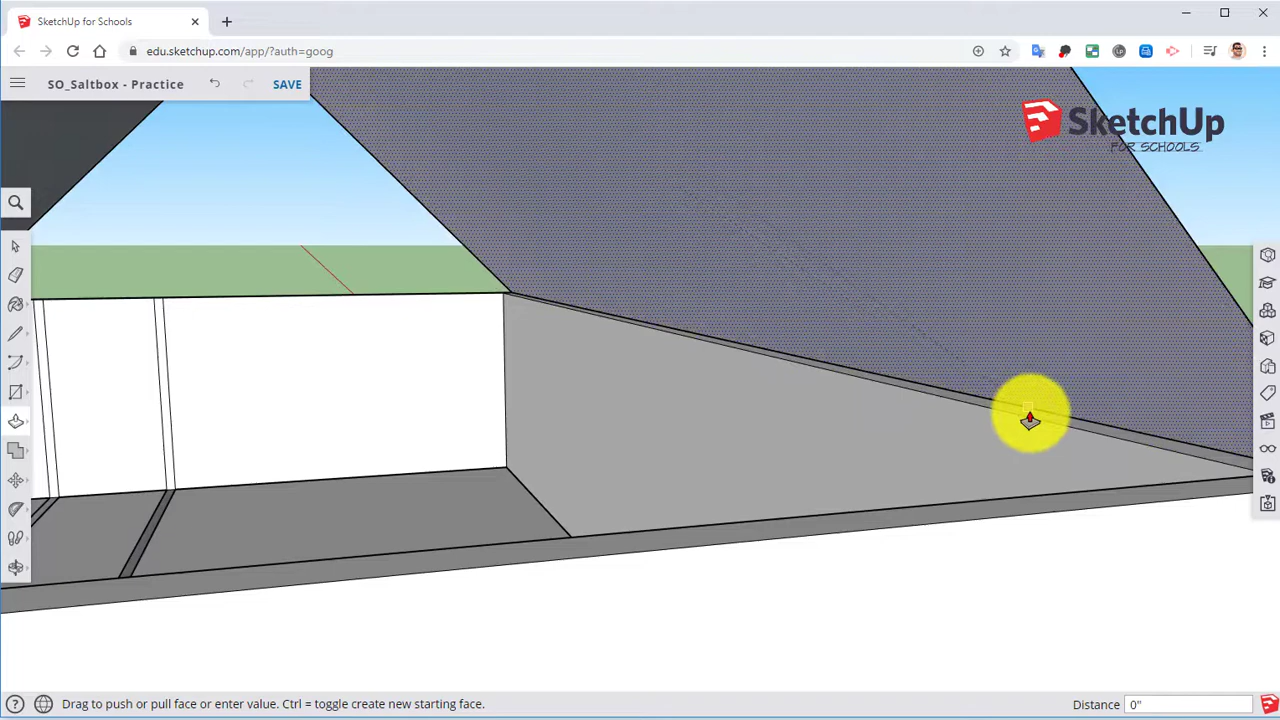 SketchUp for Schools
edu.sketchup.com/app/?auth=goog
SO_Saltbox - Practice
SAVE
SketchUp
FOR SCHOOLS
Drag to push or pull face or enter value. Ctrl = toggle create new starting face.
Distance
0"